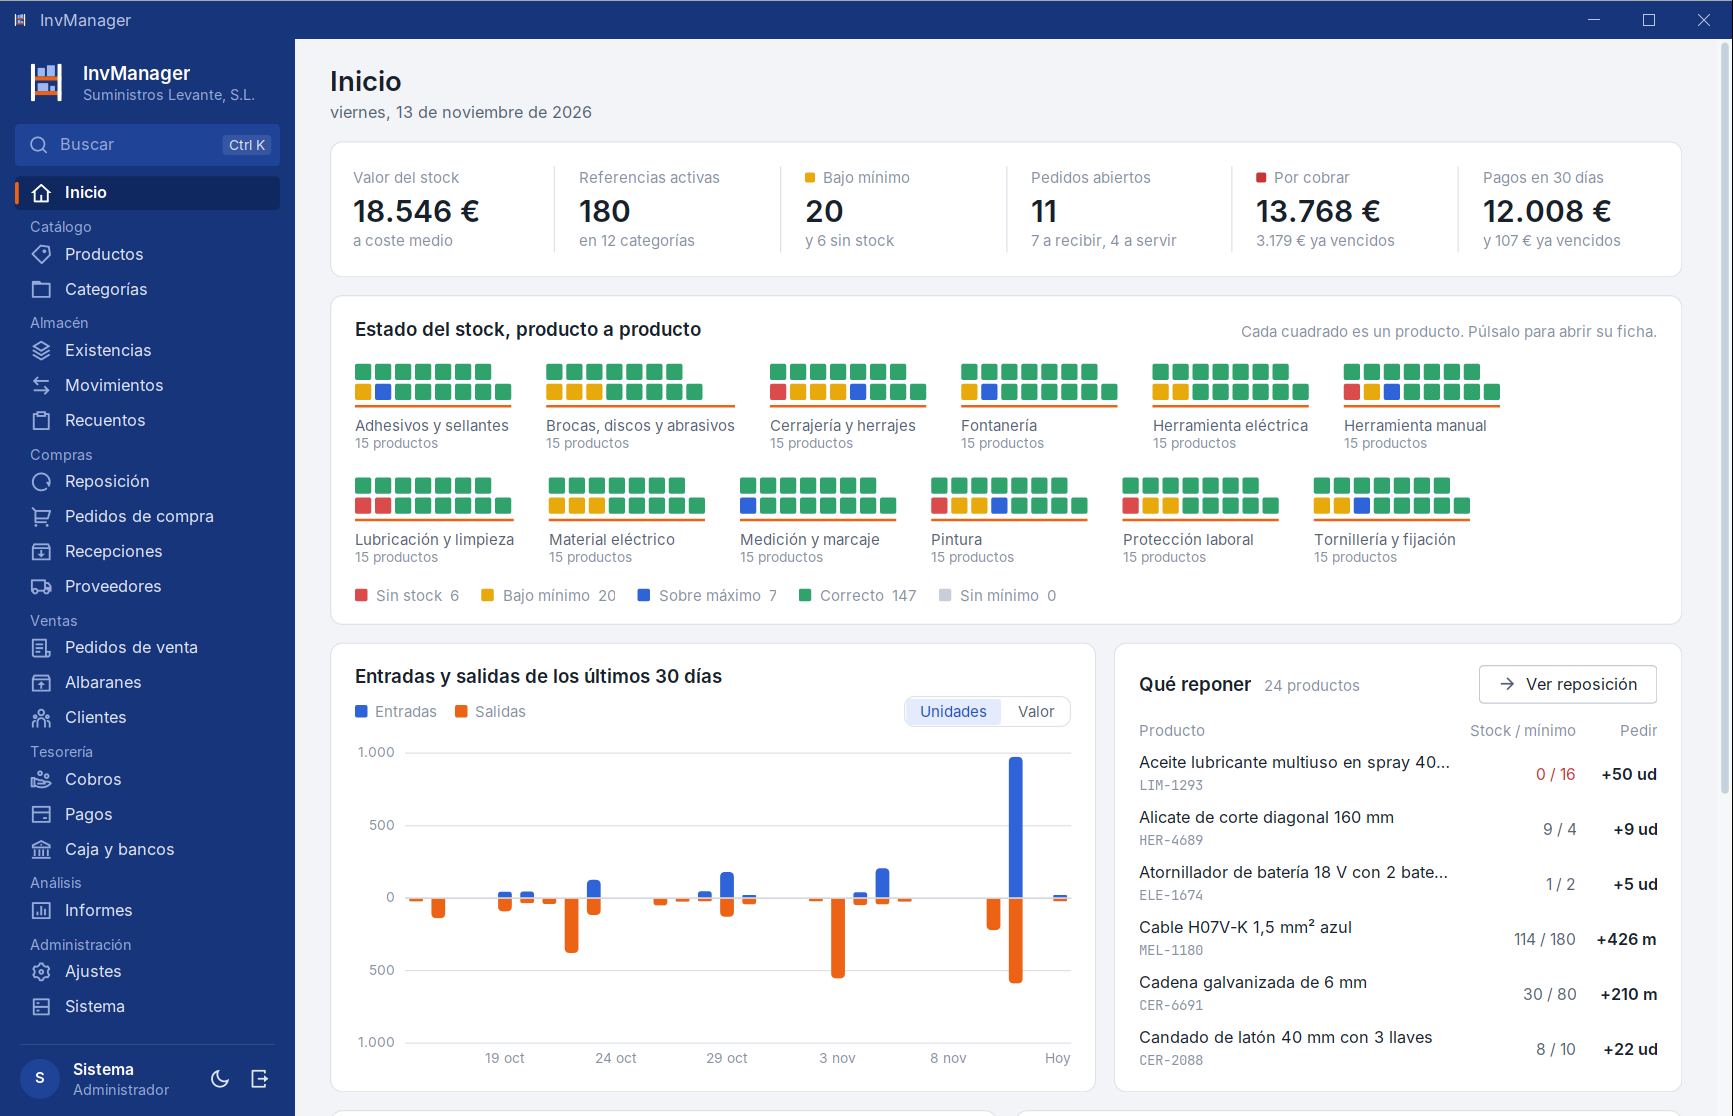 InvManager
InvManager
Suministros Levante, S.L.
Buscar Ctrl K
Inicio
Catálogo
Productos
Categorías
Almacén
Existencias
Movimientos
Recuentos
Compras
Reposición
Pedidos de compra
Recepciones
Proveedores
Ventas
Pedidos de venta
Albaranes
Clientes
Tesorería
Cobros
Pagos
Caja y bancos
Análisis
Informes
Administración
Ajustes
Sistema
S
Sistema
Administrador
Inicio
viernes, 13 de noviembre de 2026
Valor del stock
18.546 €
a coste medio
Referencias activas
180
en 12 categorías
Bajo mínimo
20
y 6 sin stock
Pedidos abiertos
11
7 a recibir, 4 a servir
Por cobrar
13.768 €
3.179 € ya vencidos
Pagos en 30 días
12.008 €
y 107 € ya vencidos
Estado del stock, producto a producto
Cada cuadrado es un producto. Púlsalo para abrir su ficha.
Adhesivos y sellantes
15 productos
Brocas, discos y abrasivos
15 productos
Cerrajería y herrajes
15 productos
Fontanería
15 productos
Herramienta eléctrica
15 productos
Herramienta manual
15 productos
Lubricación y limpieza
15 productos
Material eléctrico
15 productos
Medición y marcaje
15 productos
Pintura
15 productos
Protección laboral
15 productos
Tornillería y fijación
15 productos
Sin stock 6 Bajo mínimo 20 Sobre máximo 7 Correcto 147 Sin mínimo 0
Entradas y salidas de los últimos 30 días
Entradas Salidas
Unidades Valor
1.000
500
0
500
1.000
19 oct 24 oct 29 oct 3 nov 8 nov Hoy
Qué reponer 24 productos
Ver reposición
Producto Stock / mínimo Pedir
Aceite lubricante multiuso en spray 40...
LIM-1293
0 / 16 +50 ud
Alicate de corte diagonal 160 mm
HER-4689
9 / 4 +9 ud
Atornillador de batería 18 V con 2 bate...
ELE-1674
1 / 2 +5 ud
Cable H07V-K 1,5 mm² azul
MEL-1180
114 / 180 +426 m
Cadena galvanizada de 6 mm
CER-6691
30 / 80 +210 m
Candado de latón 40 mm con 3 llaves
CER-2088
8 / 10 +22 ud